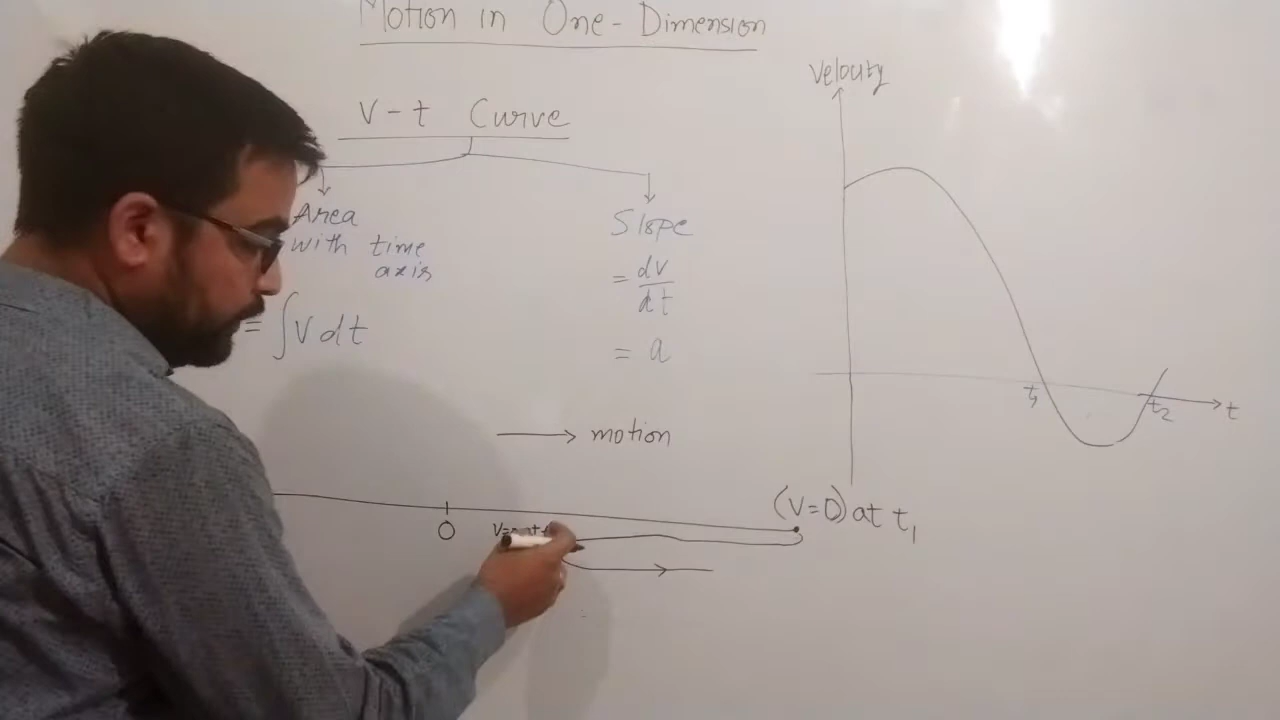 Motion in One-Dimension
V-t Curve
Area
with time
axis
= ∫V dt
Slope
= dv
dt
= a
→ motion
O
(V=0) at t₁
Velocity
t₁
t₂
t